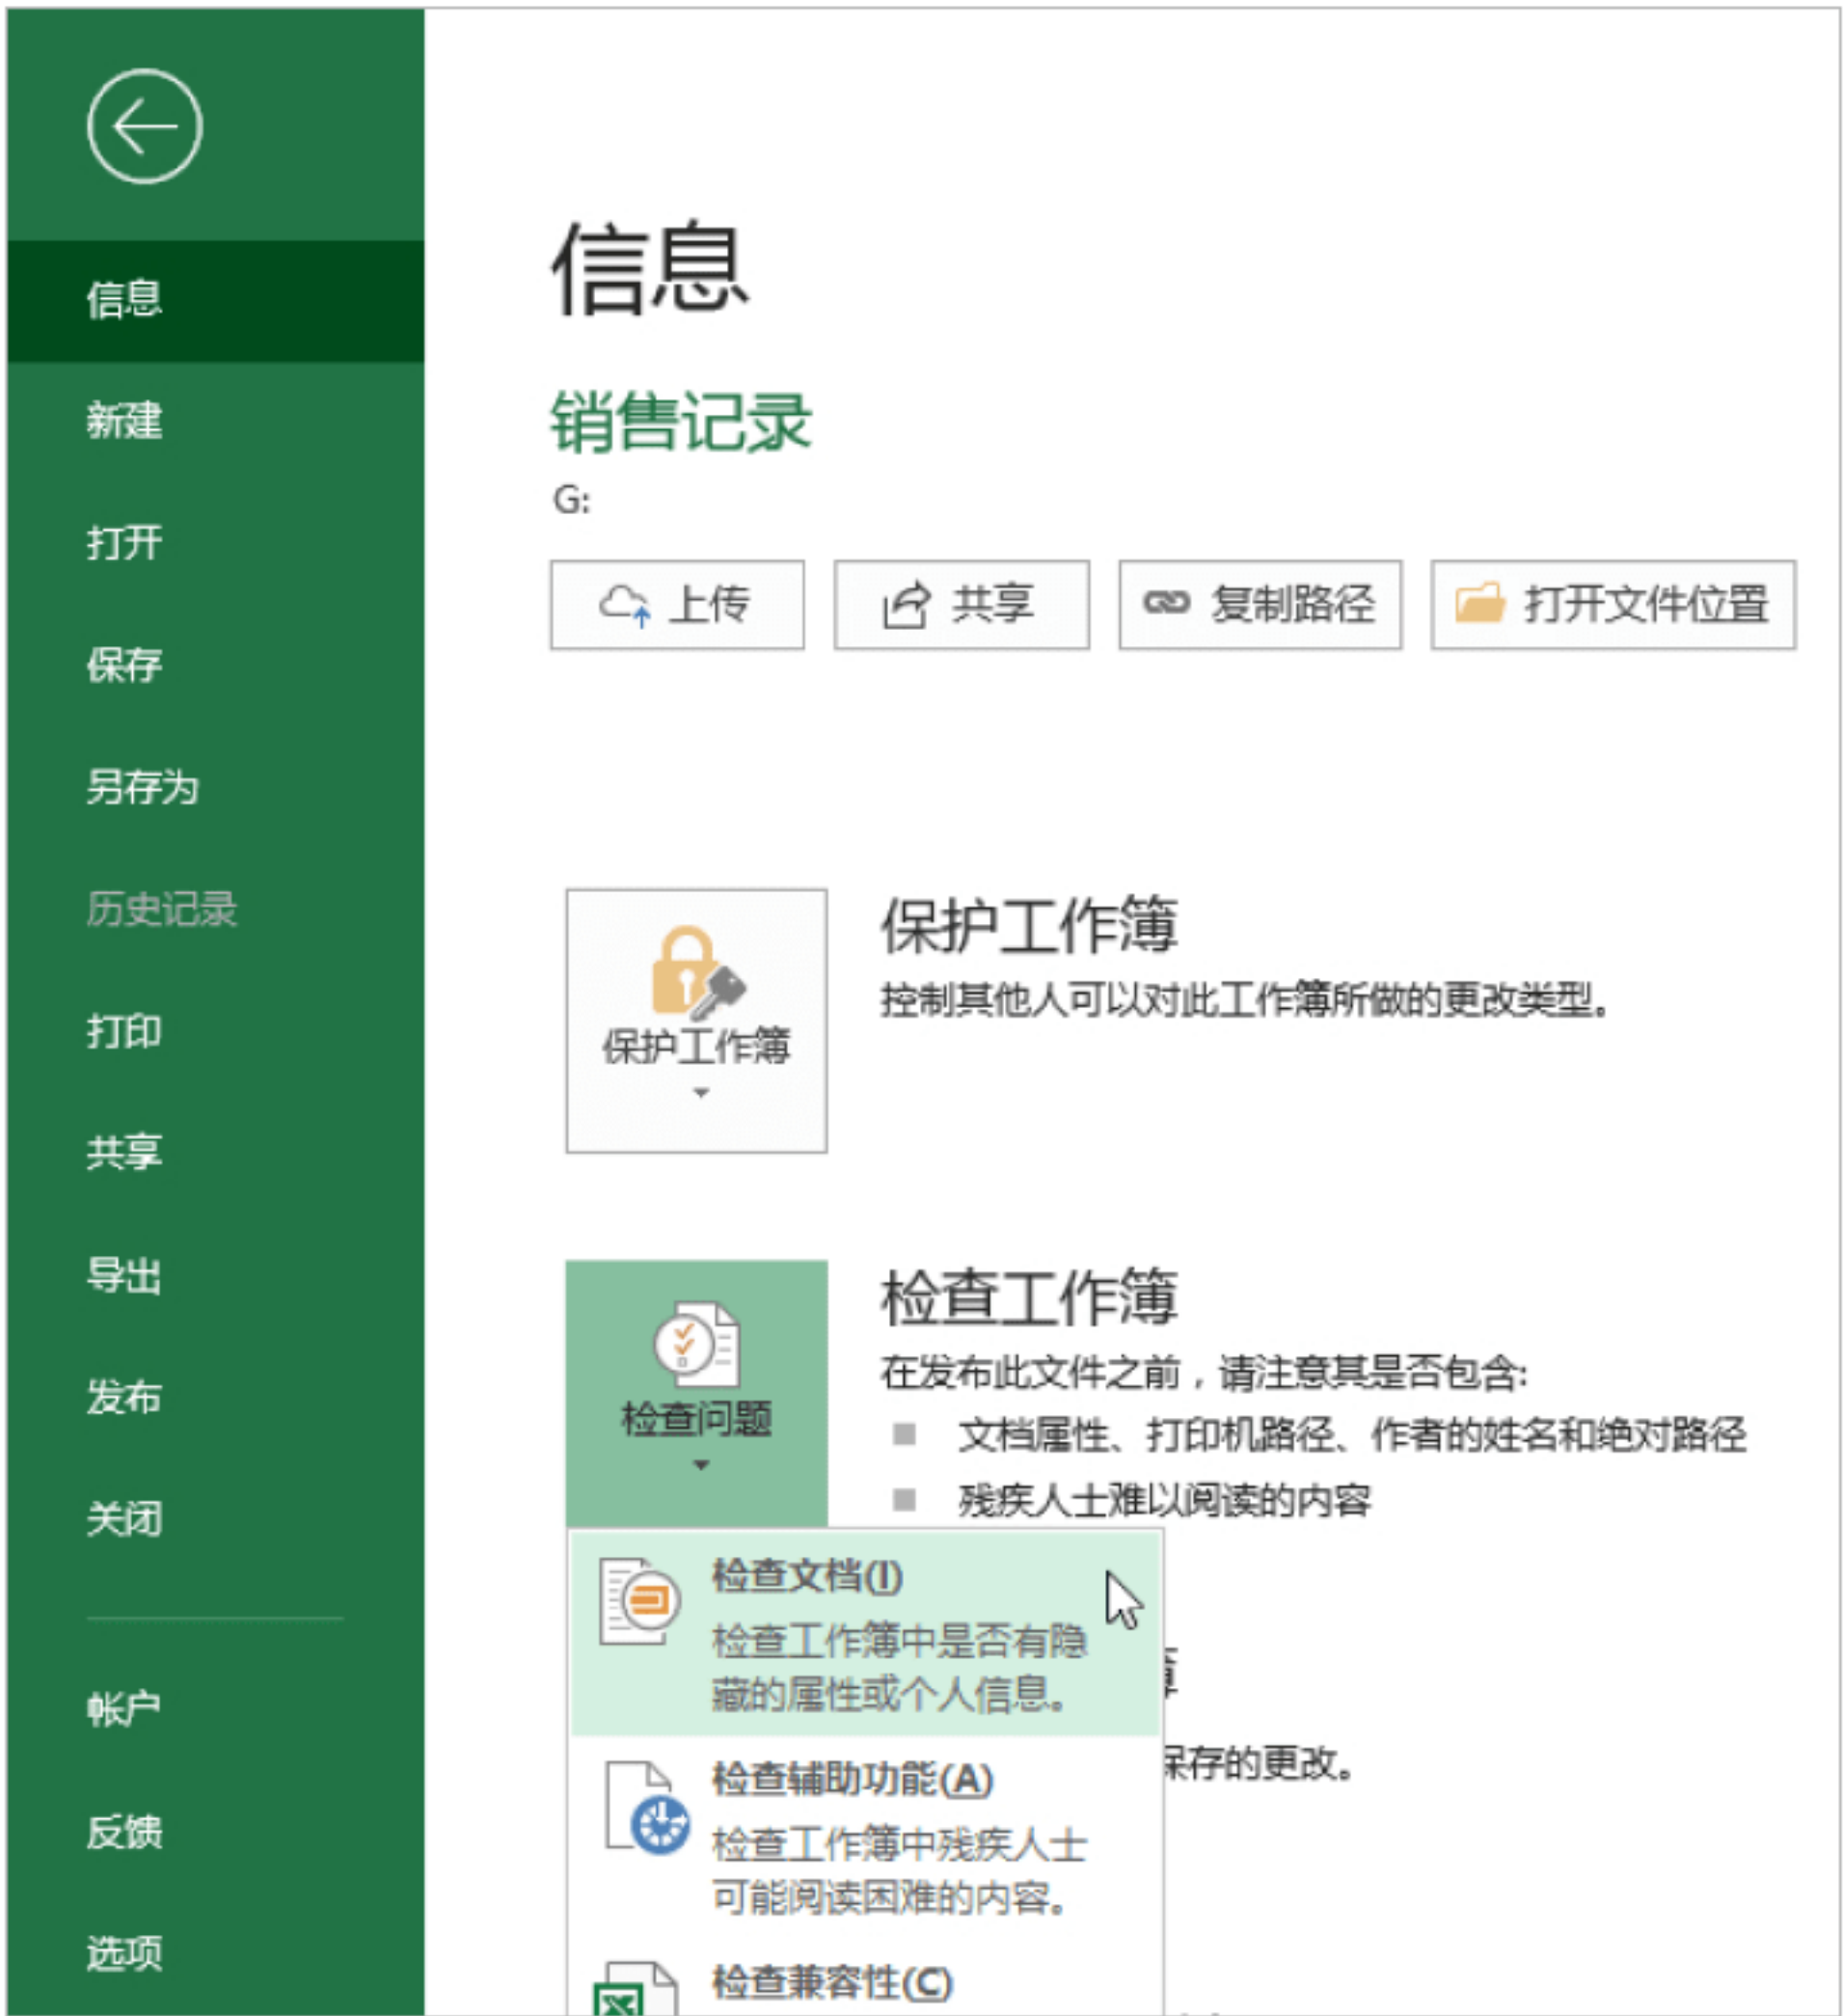 信息
新建
打开
保存
另存为
历史记录
打印
共享
导出
发布
关闭
帐户
反馈
选项
信息
销售记录
G:
上传 共享 复制路径 打开文件位置
保护工作簿
保护工作簿
控制其他人可以对此工作簿所做的更改类型。
检查问题
检查工作簿
在发布此文件之前，请注意其是否包含:
文档属性、打印机路径、作者的姓名和绝对路径
残疾人士难以阅读的内容
检查文档(I)
检查工作簿中是否有隐
藏的属性或个人信息。
存的更改。
检查辅助功能(A)
检查工作簿中残疾人士
可能阅读困难的内容。
检查兼容性(C)